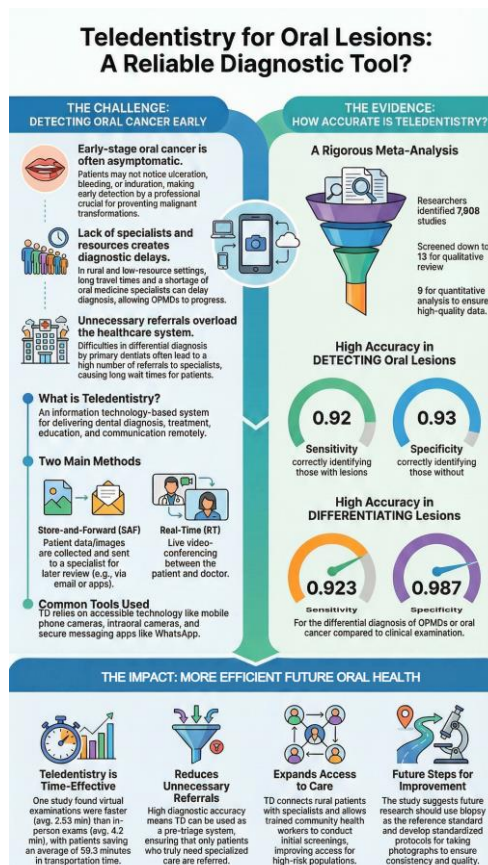 Teledentistry for Oral Lesions:
A Reliable Diagnostic Tool?
THE CHALLENGE:
DETECTING ORAL CANCER EARLY
Early-stage oral cancer is
often asymptomatic.
Patients may not notice ulceration,
bleeding, or induration, making
early detection by a professional
crucial for preventing malignant
transformations.
Lack of specialists and
resources creates
diagnostic delays.
In rural and low-resource settings,
long travel times and a shortage of
oral medicine specialists can delay
diagnosis, allowing OPMDs to progress.
Unnecessary referrals overload
the healthcare system.
Difficulties in differential diagnosis
by primary dentiats often lead to a
high number of referrals to specialists,
causing long wait times for patients.
What is Teledentistry?
An information technology-based system
for delivering dental diagnosis, treatment,
education, and communication remotely.
Two Main Methods
Store-and-Forward (SAF)
Patient data/images
are collected and sent
to a specialist for
later review (e.g., via
email or apps).
Real-Time (RT)
Live video-
conferencing
between the
patient and doctor.
Common Tools Used
TD relies on accessible technology like mobile
phone cameras, intraoral cameras, and
secure messaging apps like WhatsApp.
THE EVIDENCE:
HOW ACCURATE IS TELEDENTISTRY?
A Rigorous Meta-Analysis
Researchers
identified 7,908
studies
Screened down to
13 for qualitative
review
9 for quantitative
analysis to ensure
high-quality data.
High Accuracy in
DETECTING Oral Lesions
0.92
Sensitivity
correctly identifying
those with lesions
0.93
Specificity
correctly identifying
those without
High Accuracy in
DIFFERENTIATING Lesions
0.923
Sensitivity
0.987
Specificity
For the differential diagnosis of OPMDs or oral
cancer compared to clinical examination.
THE IMPACT: MORE EFFICIENT FUTURE ORAL HEALTH
Teledentistry is
Time-Effective
One study found virtual
examinations were faster
(avg. 2.53 min) than in-
person exams (avg. 4.2
min), with patients saving
an average of 59.3 minutes
in transportation time.
Reduces
Unnecessary
Referrals
High diagnostic accuracy
means TD can be used as
a pre-triage system,
ensuring that only patients
who truly need specialized
care are referred.
Expands Access
to Care
TD connects rural patients
with specialists and allows
trained community health
workers to conduct
initial screenings,
improving access for
high-risk populations.
Future Steps for
Improvement
The study suggests future
research should use biopsy
as the reference standard
and develop standardized
protocols for taking
photographs to ensure
consistency and quality.